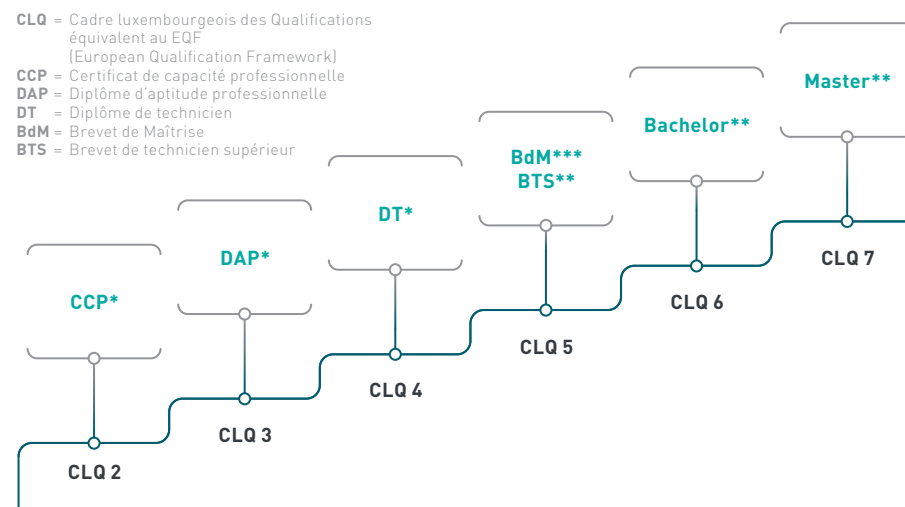 CLQ = Cadre luxembourgeois des Qualifications
équivalent au EQF
(European Qualification Framework)
CCP = Certificat de capacité professionnelle
DAP = Diplôme d'aptitude professionnelle
DT = Diplôme de technicien
BdM = Brevet de Maîtrise
BTS = Brevet de technicien supérieur
CCP*
CLQ 2
DAP*
CLQ 3
DT*
CLQ 4
BdM***
BTS**
CLQ 5
Bachelor**
CLQ 6
Master**
CLQ 7